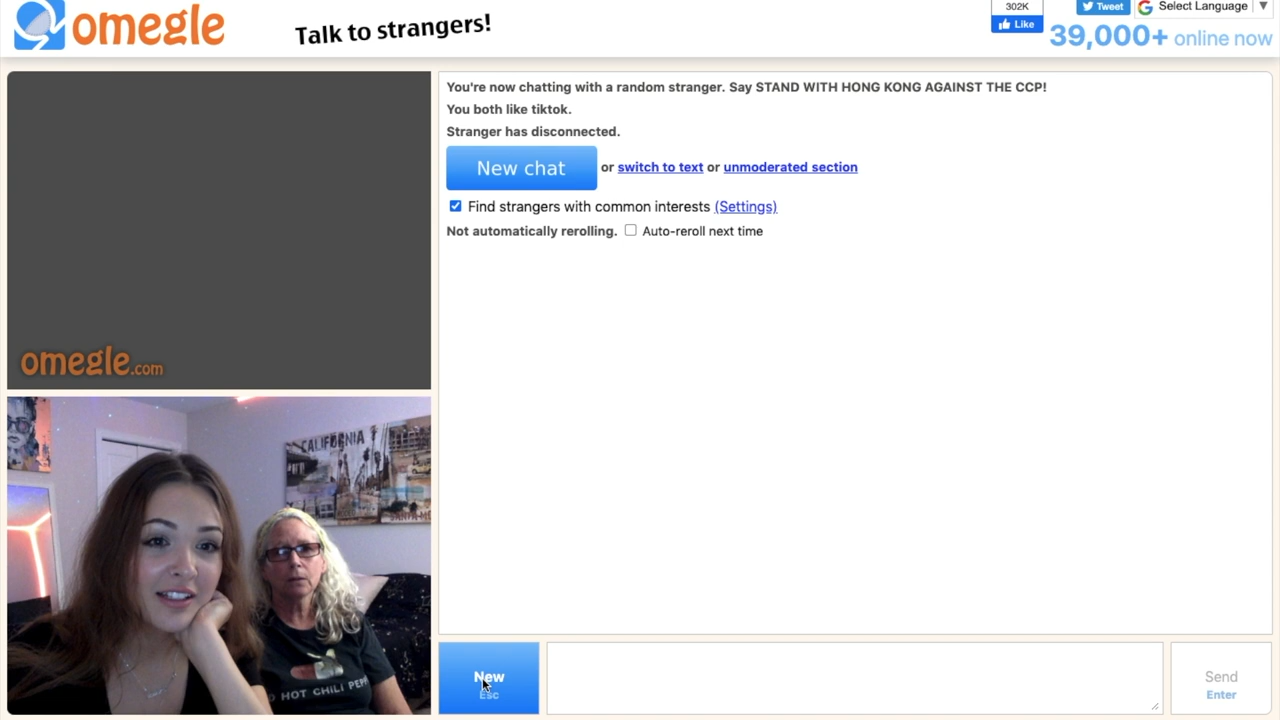 omegle
Talk to strangers!
302K
Like
Tweet
Select Language ▼
39,000+ online now
You're now chatting with a random stranger. Say STAND WITH HONG KONG AGAINST THE CCP!
You both like tiktok.
Stranger has disconnected.
New chat or switch to text or unmoderated section
Find strangers with common interests (Settings)
Not automatically rerolling. Auto-reroll next time
omegle.com
CALIFORNIA
HOT CHILI PEPP
New
Esc
Send
Enter